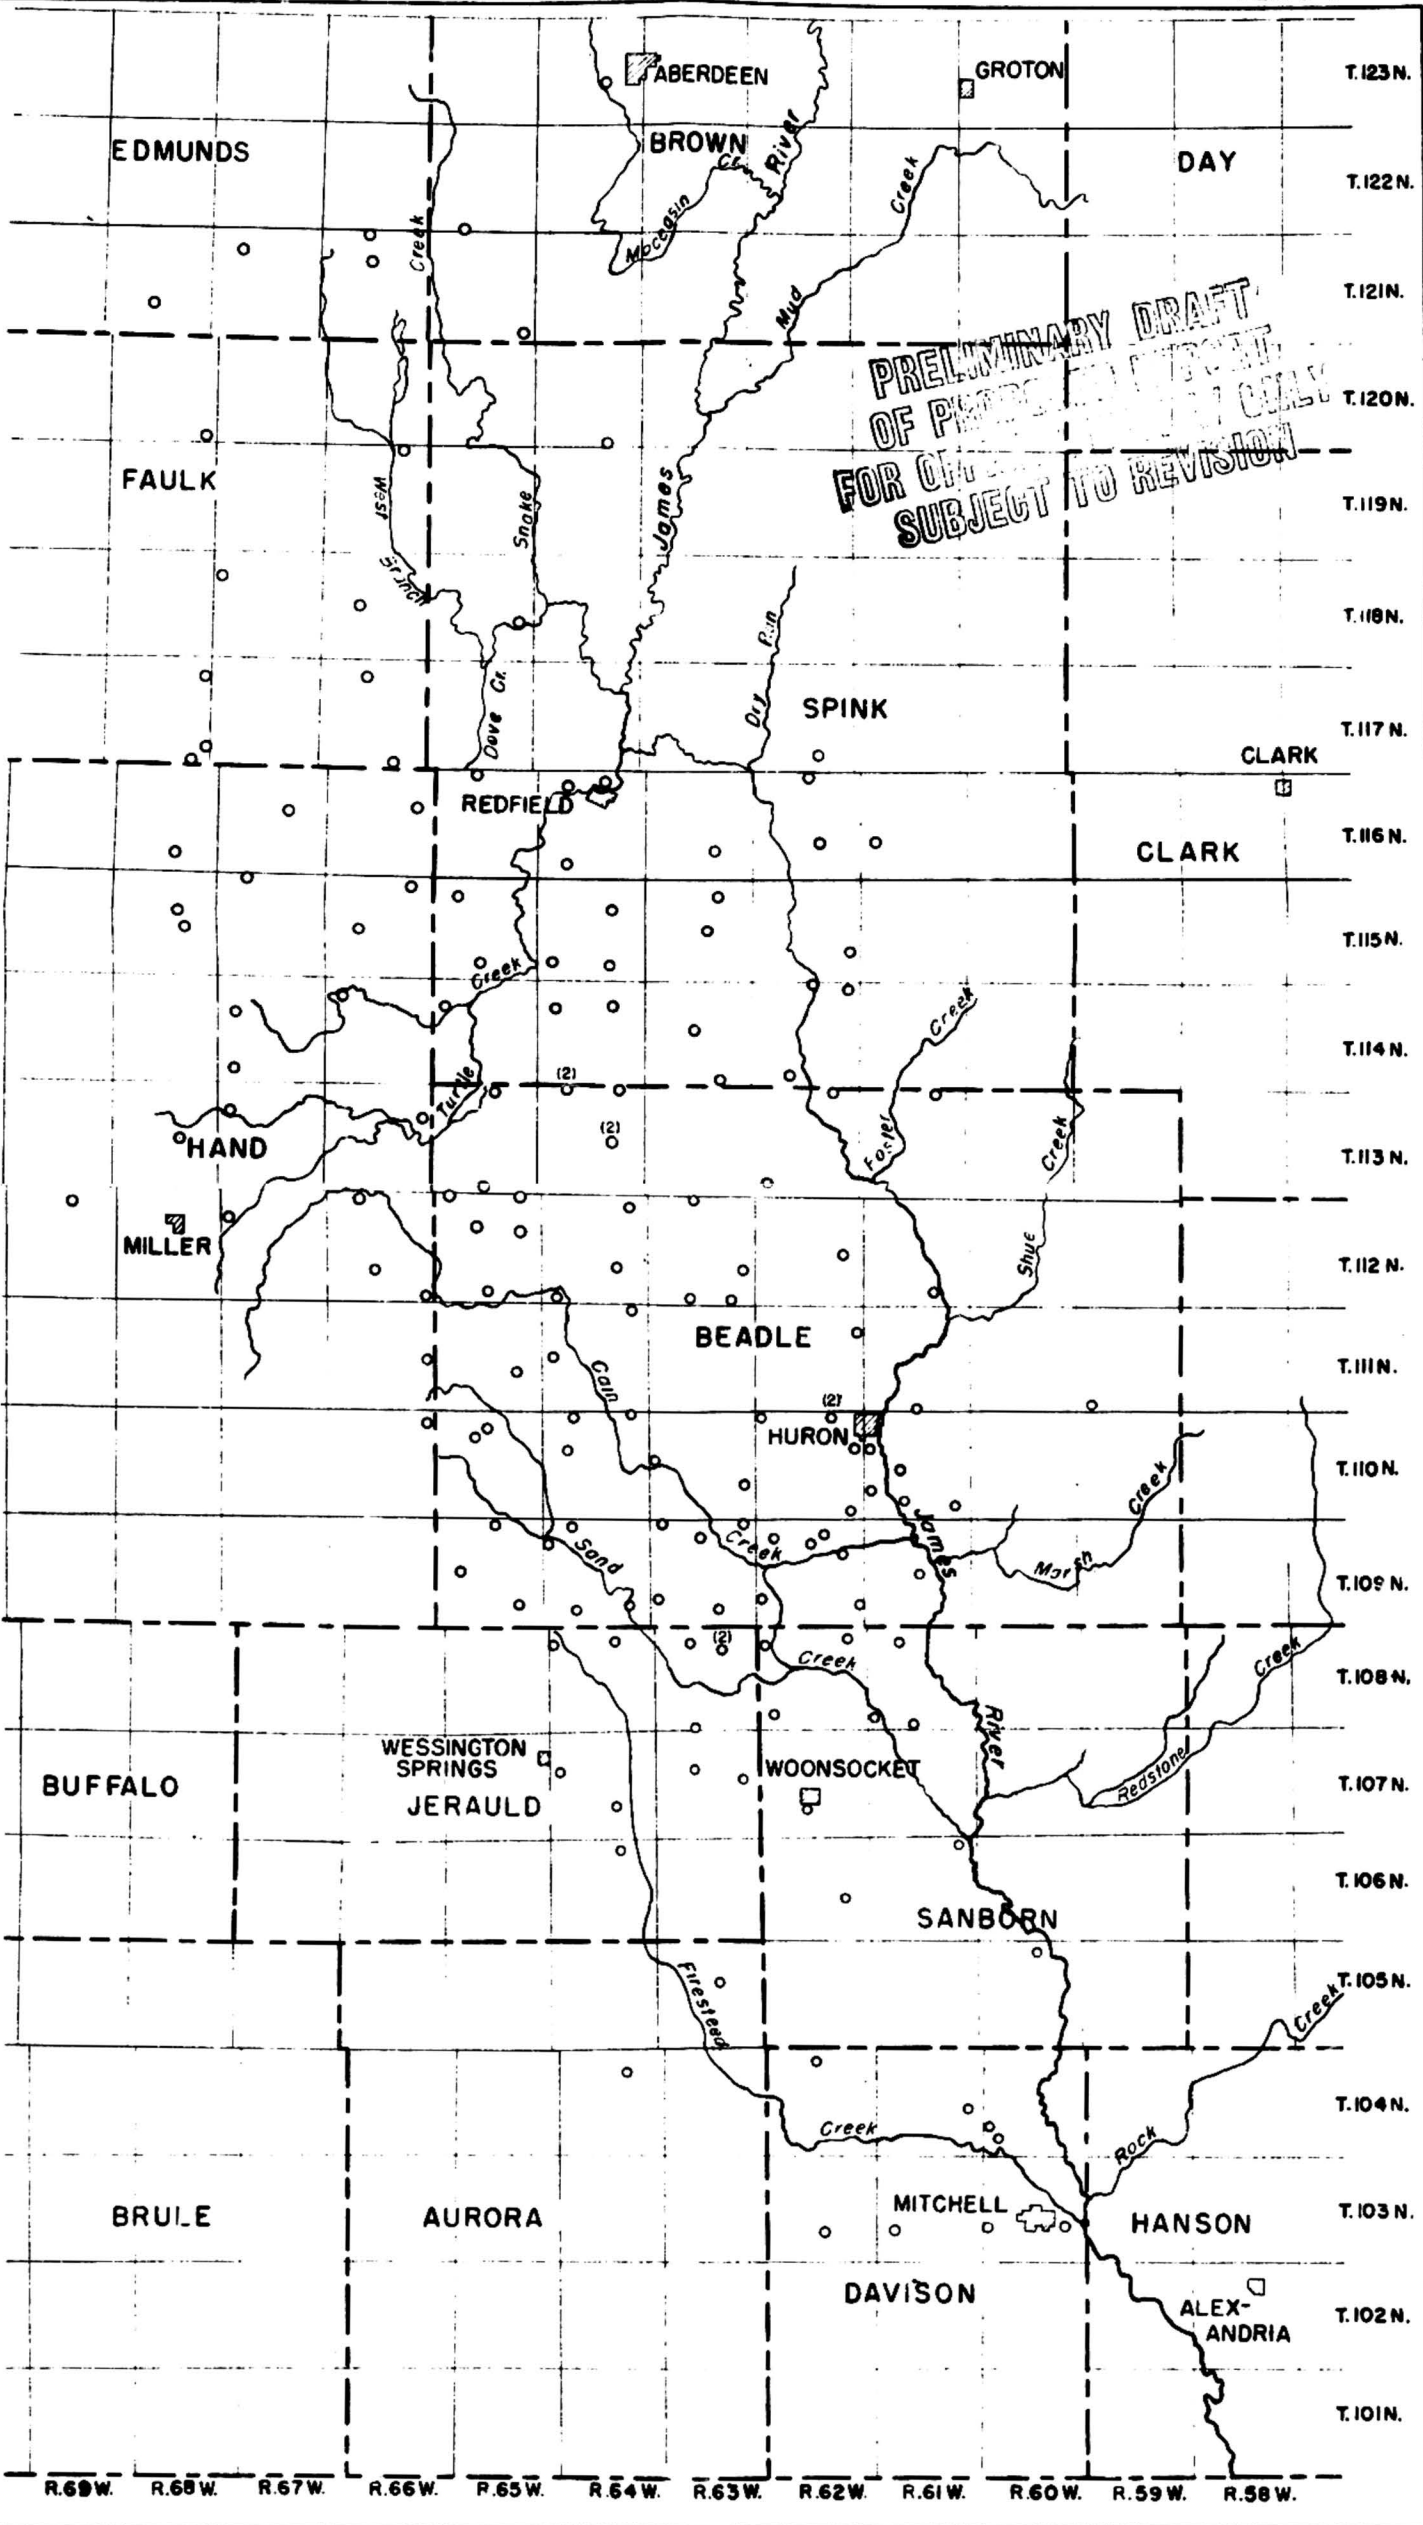 ABERDEEN
GROTON
T.123N.
BROWN
EDMUNDS
DAY
River
Cr.
Creek
T.122N.
Moccasin
Creek
T.121N.
Mud
PRELIMINARY DRAFT
OF
T.120N.
FOR
SUBJECT TO REVISION
FAULK
West
Snake
James
T.119N.
Branch
T.118N.
Dry Run
Dove Cr.
SPINK
T.117N.
CLARK
REDFIELD
T.116N.
CLARK
T.115N.
Creek
Creek
T.114N.
(2)
Turtle
(2)
Foster
Creek
HAND
T.113N.
MILLER
Shue
T.112N.
BEADLE
T.111N.
Cain
(2)
HURON
T.110N.
Creek
James
Sand
Creek
Marsh
T.109N.
(2)
Creek
Creek
T.108N.
River
WESSINGTON
SPRINGS
WOONSOCKET
Redstone
T.107N.
BUFFALO
JERAULD
T.106N.
SANBORN
Firesteed
T.105N.
Creek
T.104N.
Creek
Rock
MITCHELL
BRULE
AURORA
HANSON
T.103N.
DAVISON
ALEX-
ANDRIA
T.102N.
T.101N.
R.69W. R.68W. R.67W. R.66W. R.65W. R.64W. R.63W. R.62W. R.61W. R.60W. R.59W. R.58W.